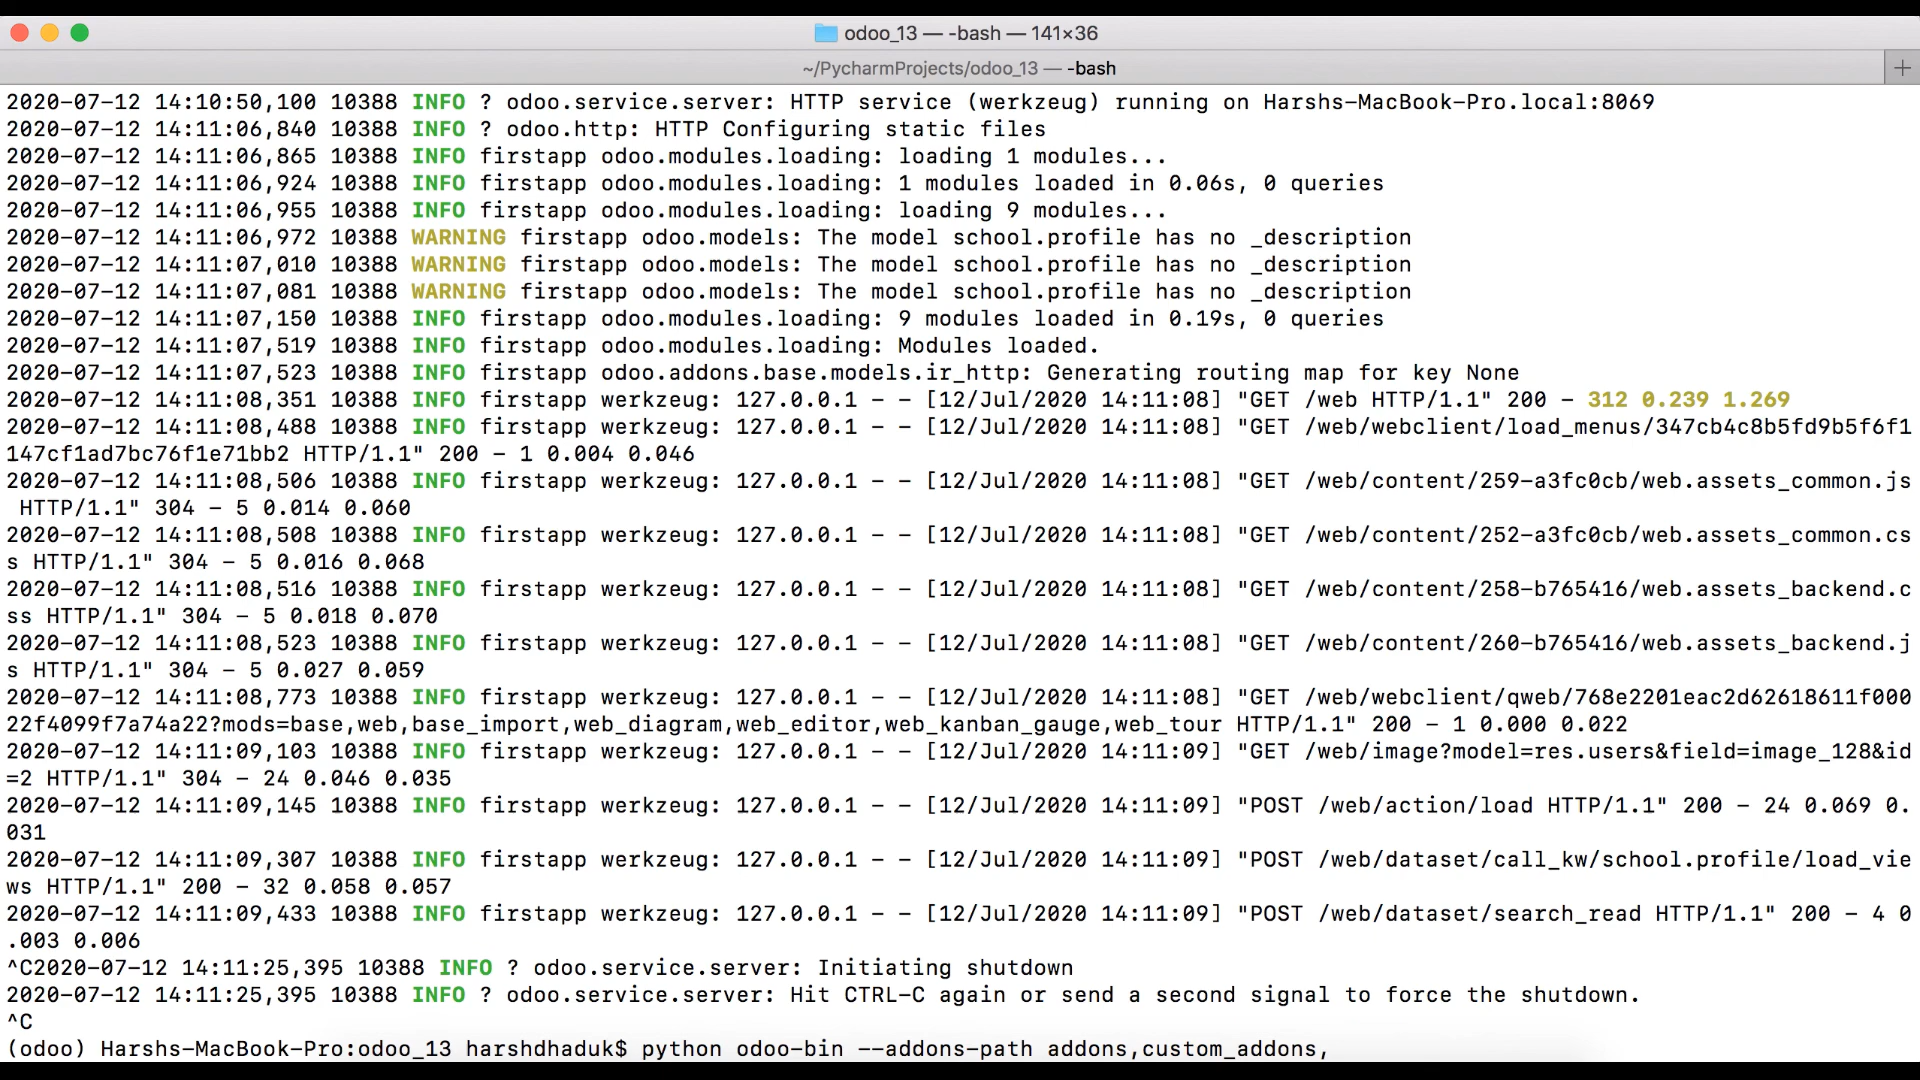 odoo_13 — -bash — 141×36
~/PycharmProjects/odoo_13 — -bash
2020-07-12 14:10:50,100 10388 INFO ? odoo.service.server: HTTP service (werkzeug) running on Harshs-MacBook-Pro.local:8069
2020-07-12 14:11:06,840 10388 INFO ? odoo.http: HTTP Configuring static files
2020-07-12 14:11:06,865 10388 INFO firstapp odoo.modules.loading: loading 1 modules...
2020-07-12 14:11:06,924 10388 INFO firstapp odoo.modules.loading: 1 modules loaded in 0.06s, 0 queries
2020-07-12 14:11:06,955 10388 INFO firstapp odoo.modules.loading: loading 9 modules...
2020-07-12 14:11:06,972 10388 WARNING firstapp odoo.models: The model school.profile has no _description
2020-07-12 14:11:07,010 10388 WARNING firstapp odoo.models: The model school.profile has no _description
2020-07-12 14:11:07,081 10388 WARNING firstapp odoo.models: The model school.profile has no _description
2020-07-12 14:11:07,150 10388 INFO firstapp odoo.modules.loading: 9 modules loaded in 0.19s, 0 queries
2020-07-12 14:11:07,519 10388 INFO firstapp odoo.modules.loading: Modules loaded.
2020-07-12 14:11:07,523 10388 INFO firstapp odoo.addons.base.models.ir_http: Generating routing map for key None
2020-07-12 14:11:08,351 10388 INFO firstapp werkzeug: 127.0.0.1 - - [12/Jul/2020 14:11:08] "GET /web HTTP/1.1" 200 - 312 0.239 1.269
2020-07-12 14:11:08,488 10388 INFO firstapp werkzeug: 127.0.0.1 - - [12/Jul/2020 14:11:08] "GET /web/webclient/load_menus/347cb4c8b5fd9b5f6f1
147cf1ad7bc76f1e71bb2 HTTP/1.1" 200 - 1 0.004 0.046
2020-07-12 14:11:08,506 10388 INFO firstapp werkzeug: 127.0.0.1 - - [12/Jul/2020 14:11:08] "GET /web/content/259-a3fc0cb/web.assets_common.js
 HTTP/1.1" 304 - 5 0.014 0.060
2020-07-12 14:11:08,508 10388 INFO firstapp werkzeug: 127.0.0.1 - - [12/Jul/2020 14:11:08] "GET /web/content/252-a3fc0cb/web.assets_common.cs
s HTTP/1.1" 304 - 5 0.016 0.068
2020-07-12 14:11:08,516 10388 INFO firstapp werkzeug: 127.0.0.1 - - [12/Jul/2020 14:11:08] "GET /web/content/258-b765416/web.assets_backend.c
ss HTTP/1.1" 304 - 5 0.018 0.070
2020-07-12 14:11:08,523 10388 INFO firstapp werkzeug: 127.0.0.1 - - [12/Jul/2020 14:11:08] "GET /web/content/260-b765416/web.assets_backend.j
s HTTP/1.1" 304 - 5 0.027 0.059
2020-07-12 14:11:08,773 10388 INFO firstapp werkzeug: 127.0.0.1 - - [12/Jul/2020 14:11:08] "GET /web/webclient/qweb/768e2201eac2d62618611f000
22f4099f7a74a22?mods=base,web,base_import,web_diagram,web_editor,web_kanban_gauge,web_tour HTTP/1.1" 200 - 1 0.000 0.022
2020-07-12 14:11:09,103 10388 INFO firstapp werkzeug: 127.0.0.1 - - [12/Jul/2020 14:11:09] "GET /web/image?model=res.users&field=image_128&id
=2 HTTP/1.1" 304 - 24 0.046 0.035
2020-07-12 14:11:09,145 10388 INFO firstapp werkzeug: 127.0.0.1 - - [12/Jul/2020 14:11:09] "POST /web/action/load HTTP/1.1" 200 - 24 0.069 0.
031
2020-07-12 14:11:09,307 10388 INFO firstapp werkzeug: 127.0.0.1 - - [12/Jul/2020 14:11:09] "POST /web/dataset/call_kw/school.profile/load_vie
ws HTTP/1.1" 200 - 32 0.058 0.057
2020-07-12 14:11:09,433 10388 INFO firstapp werkzeug: 127.0.0.1 - - [12/Jul/2020 14:11:09] "POST /web/dataset/search_read HTTP/1.1" 200 - 4 0
.003 0.006
^C2020-07-12 14:11:25,395 10388 INFO ? odoo.service.server: Initiating shutdown
2020-07-12 14:11:25,395 10388 INFO ? odoo.service.server: Hit CTRL-C again or send a second signal to force the shutdown.
^C
(odoo) Harshs-MacBook-Pro:odoo_13 harshdhaduk$ python odoo-bin --addons-path addons,custom_addons,